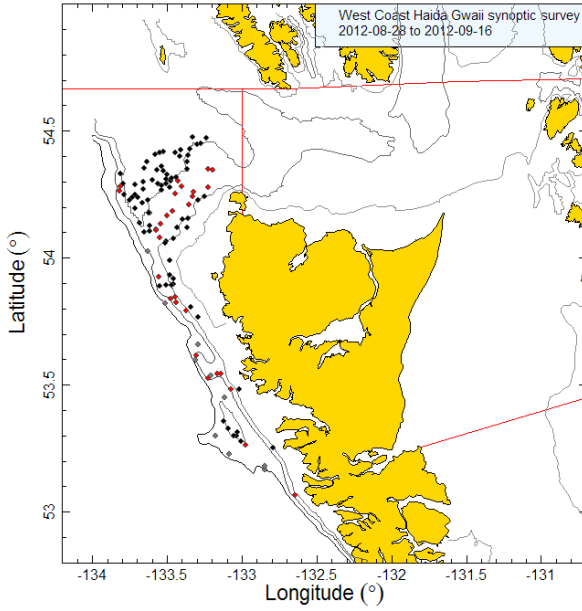 West Coast Haida Gwaii synoptic survey
2012-08-28 to 2012-09-16
54.5
54
53.5
53
Latitude (°)
-134 -133.5 -133 -132.5 -132 -131.5 -131
Longitude (°)